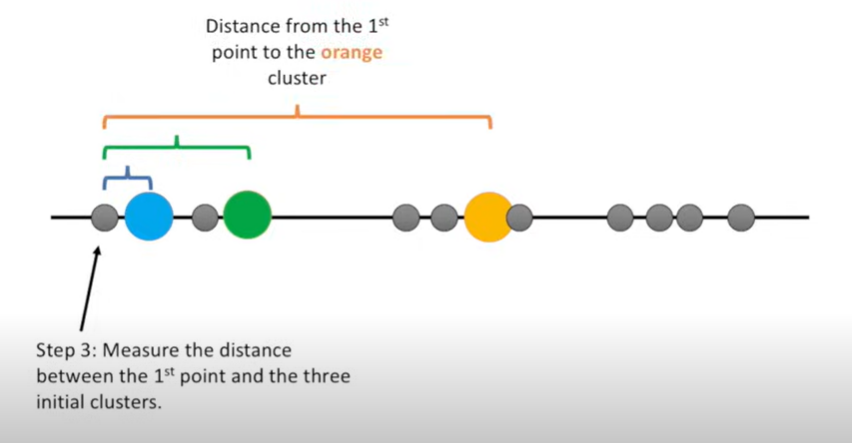 Distance from the 1st
point to the orange
cluster
Step 3: Measure the distance
between the 1st point and the three
initial clusters.